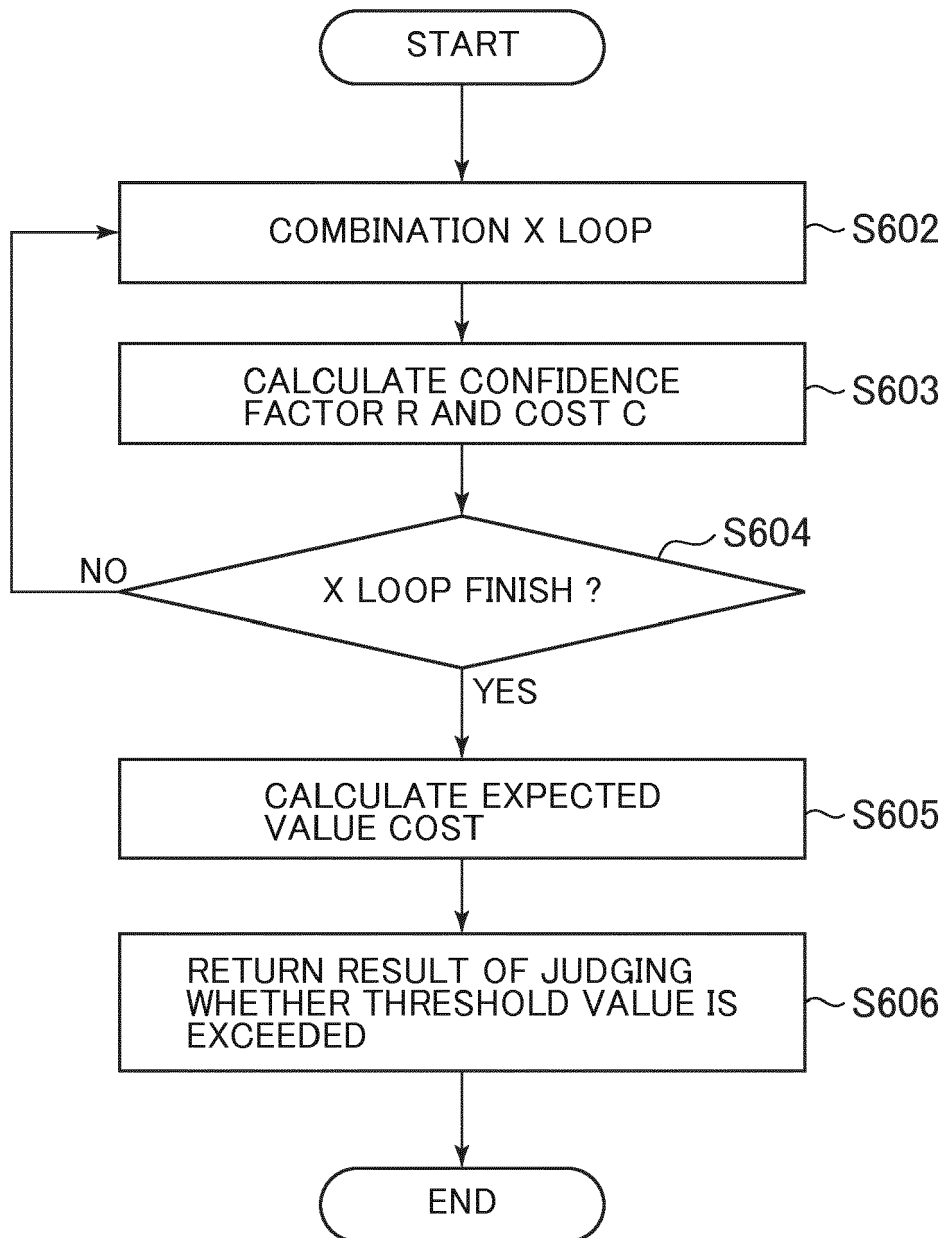 START
COMBINATION X LOOP
S602
CALCULATE CONFIDENCE
FACTOR R AND COST C
S603
S604
X LOOP FINISH ?
NO
YES
CALCULATE EXPECTED
VALUE COST
S605
RETURN RESULT OF JUDGING
WHETHER THRESHOLD VALUE IS
EXCEEDED
S606
END